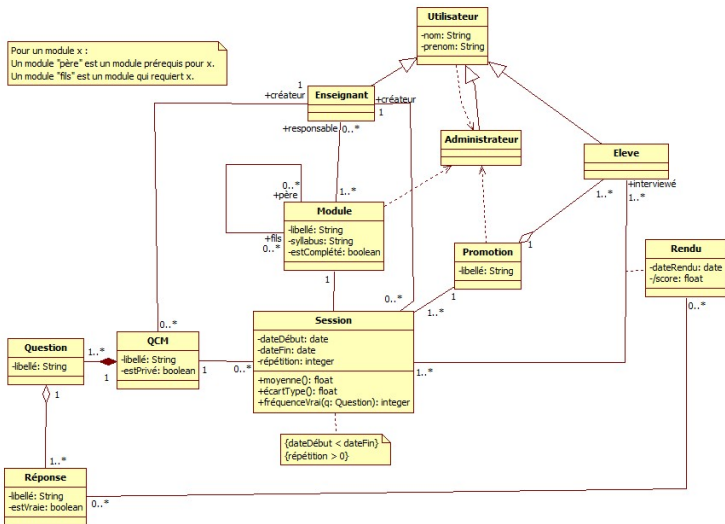 Utilisateur
-nom: String
-prenom: String
Pour un module x :
Un module "père" est un module prérequis pour x.
Un module "fils" est un module qui requiert x.
1
+créateur
Enseignant
+créateur
1
+responsable
0..*
Administrateur
Eleve
+interviewé
1..*
1..*
0..*
+père
1..*
Module
-libellé: String
-syllabus: String
-estComplété: boolean
+fils
0..*
1
Promotion
-libellé: String
1
1
1..*
Rendu
-dateRendu: date
-/score: float
0..*
0..*
Session
-dateDébut: date
-dateFin: date
-répétition: integer
+moyenne(): float
+écartType(): float
+fréquenceVrai(q: Question): integer
1..*
0..*
0..*
QCM
-libellé: String
-estPrivé: boolean
1
1..*
1
Question
-libellé: String
1
{dateDébut < dateFin}
{répétition > 0}
1..*
Réponse
-libellé: String
-estVraie: boolean
0..*